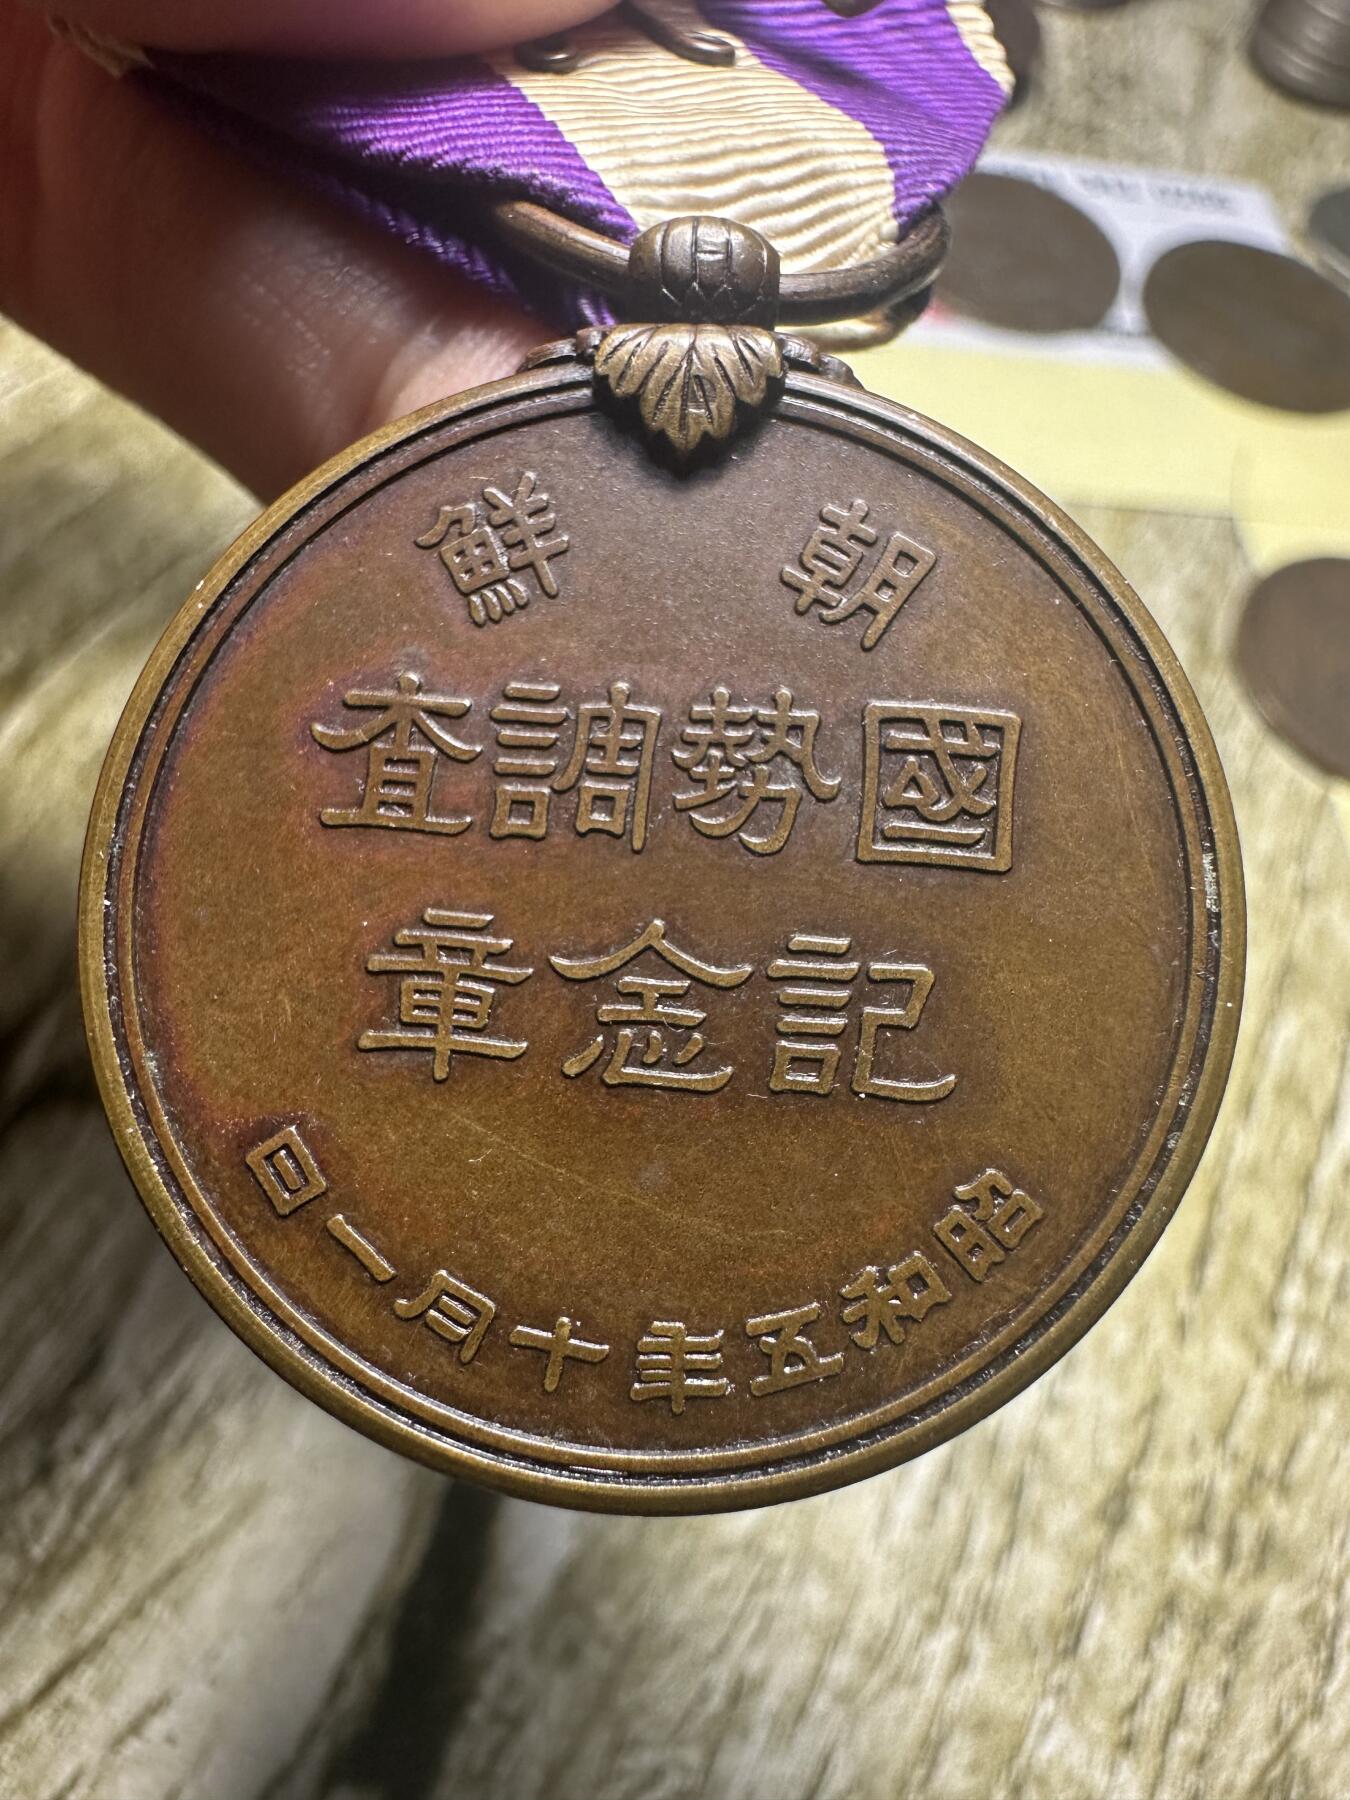 朝鮮
國勢調査
記念章
昭和五年十月一日